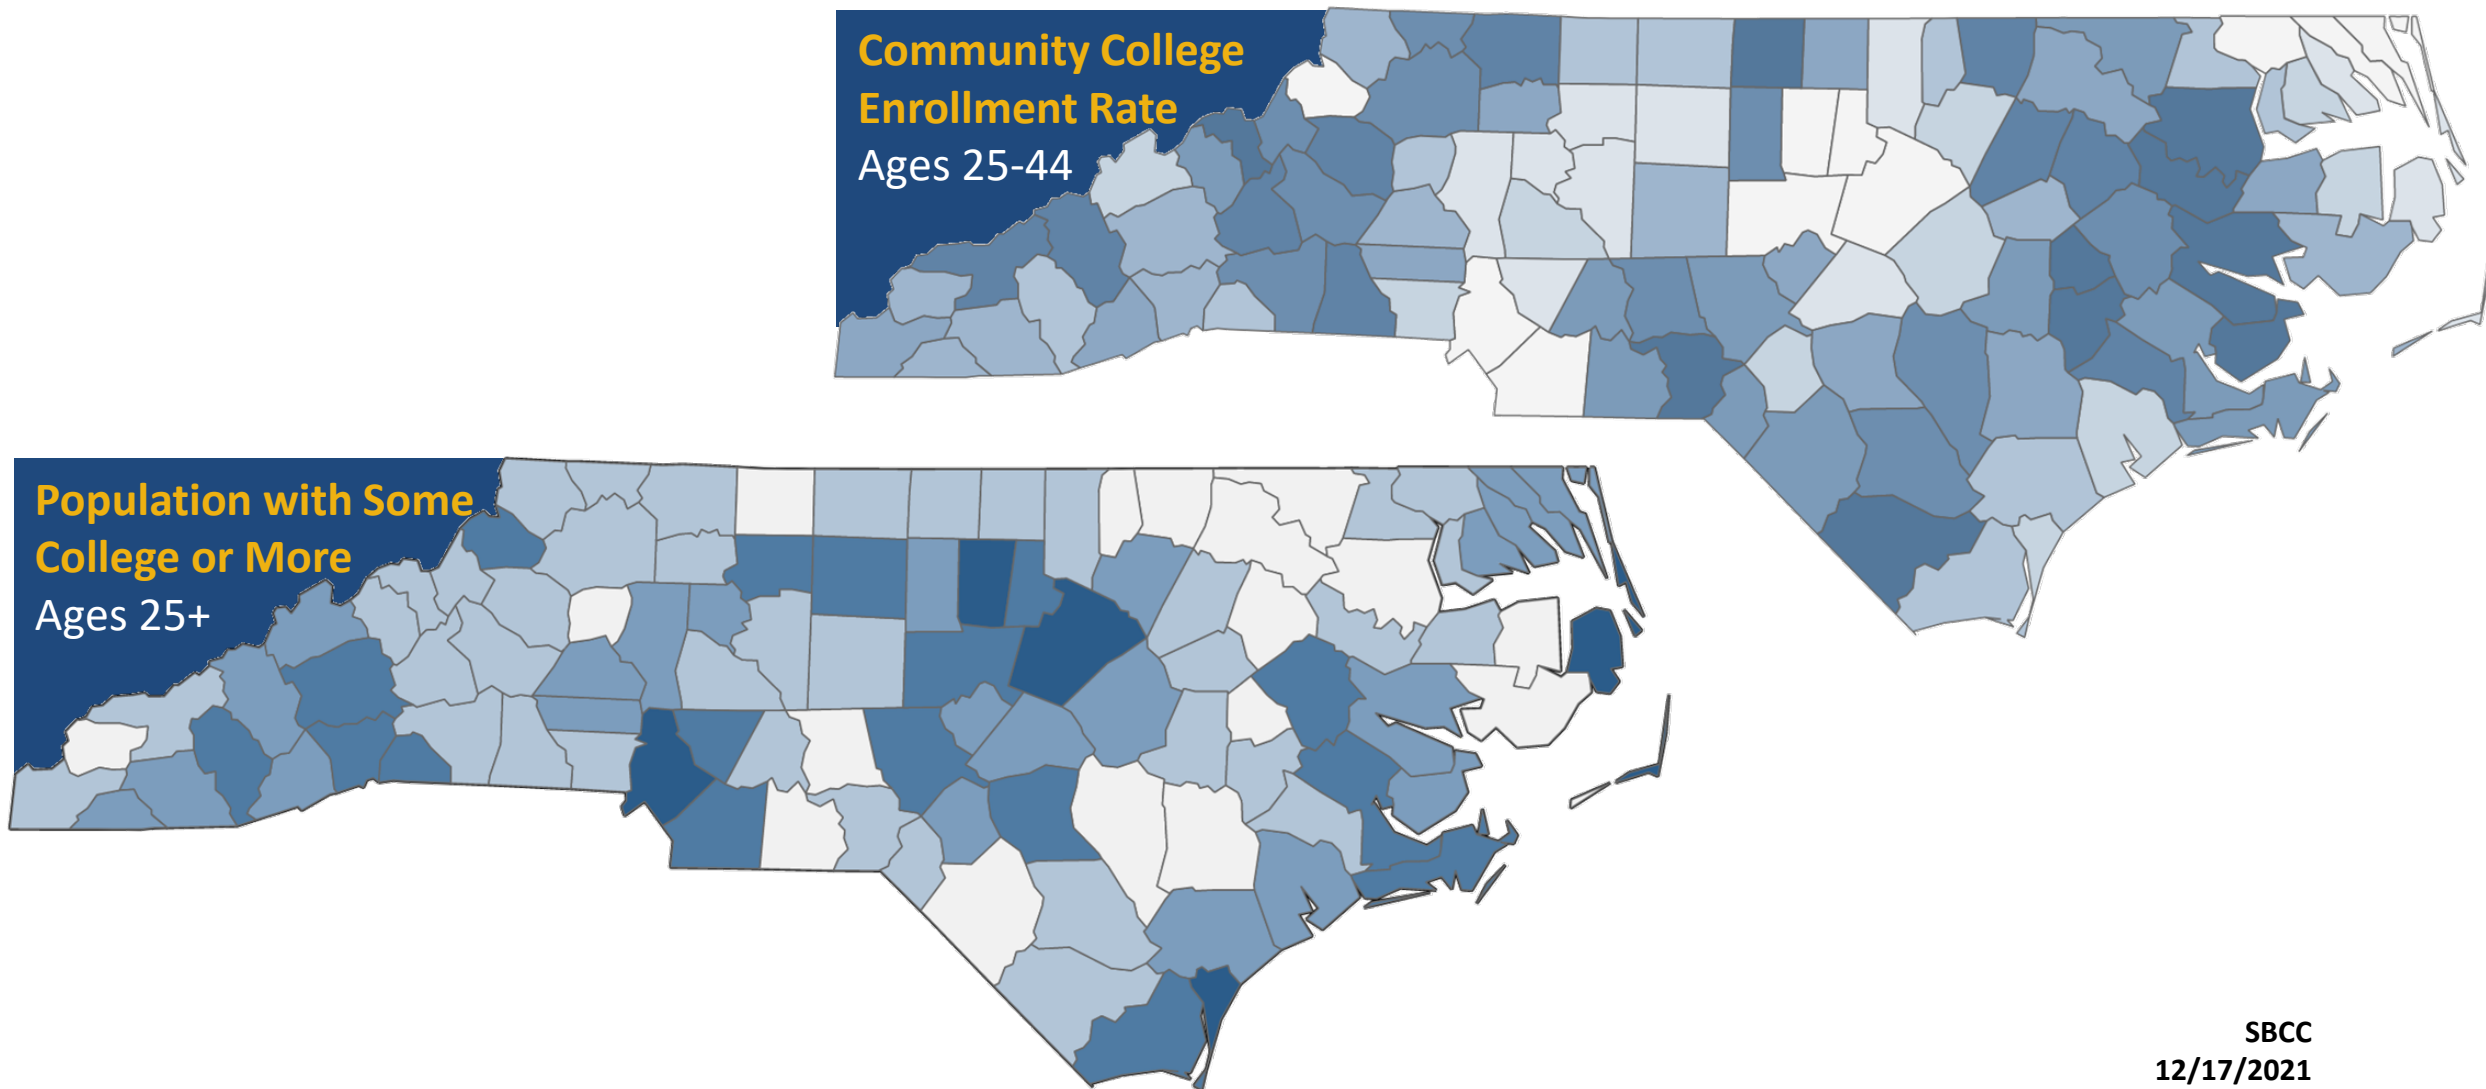 Community College
Enrollment Rate
Ages 25-44
Population with Some
College or More
Ages 25+
SBCC
12/17/2021